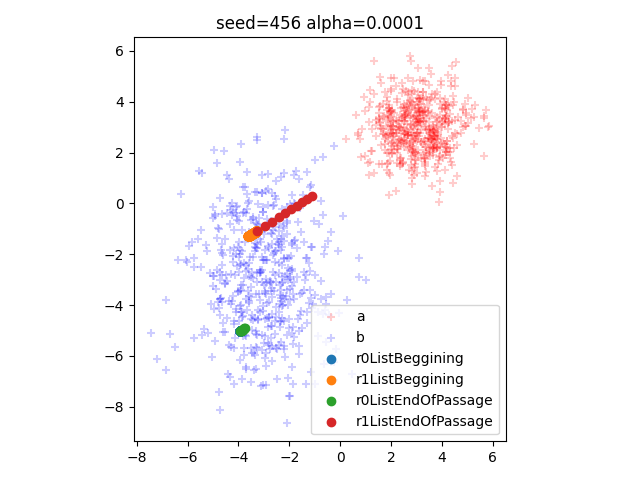 seed=456 alpha=0.0001
6
4
2
0
−2
−4
−6
−8
−8
−6
−4
−2
0
2
4
6
a
b
r0ListBeggining
r1ListBeggining
r0ListEndOfPassage
r1ListEndOfPassage